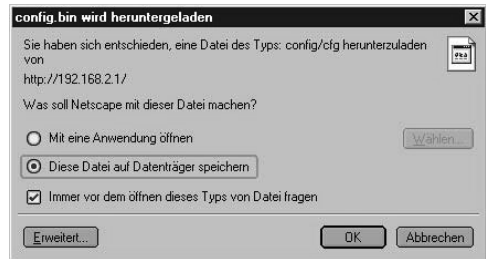 config.bin wird heruntergeladen
Sie haben sich entschieden, eine Datei des Typs: config/cfg herunterzuladen
von
http://192.168.2.1/
Was soll Netscape mit dieser Datei machen?
Mit eine Anwendung öffnen
Wählen...
Diese Datei auf Datenträger speichern
Immer vor dem öffnen dieses Typs von Datei fragen
Erweitert...
OK
Abbrechen